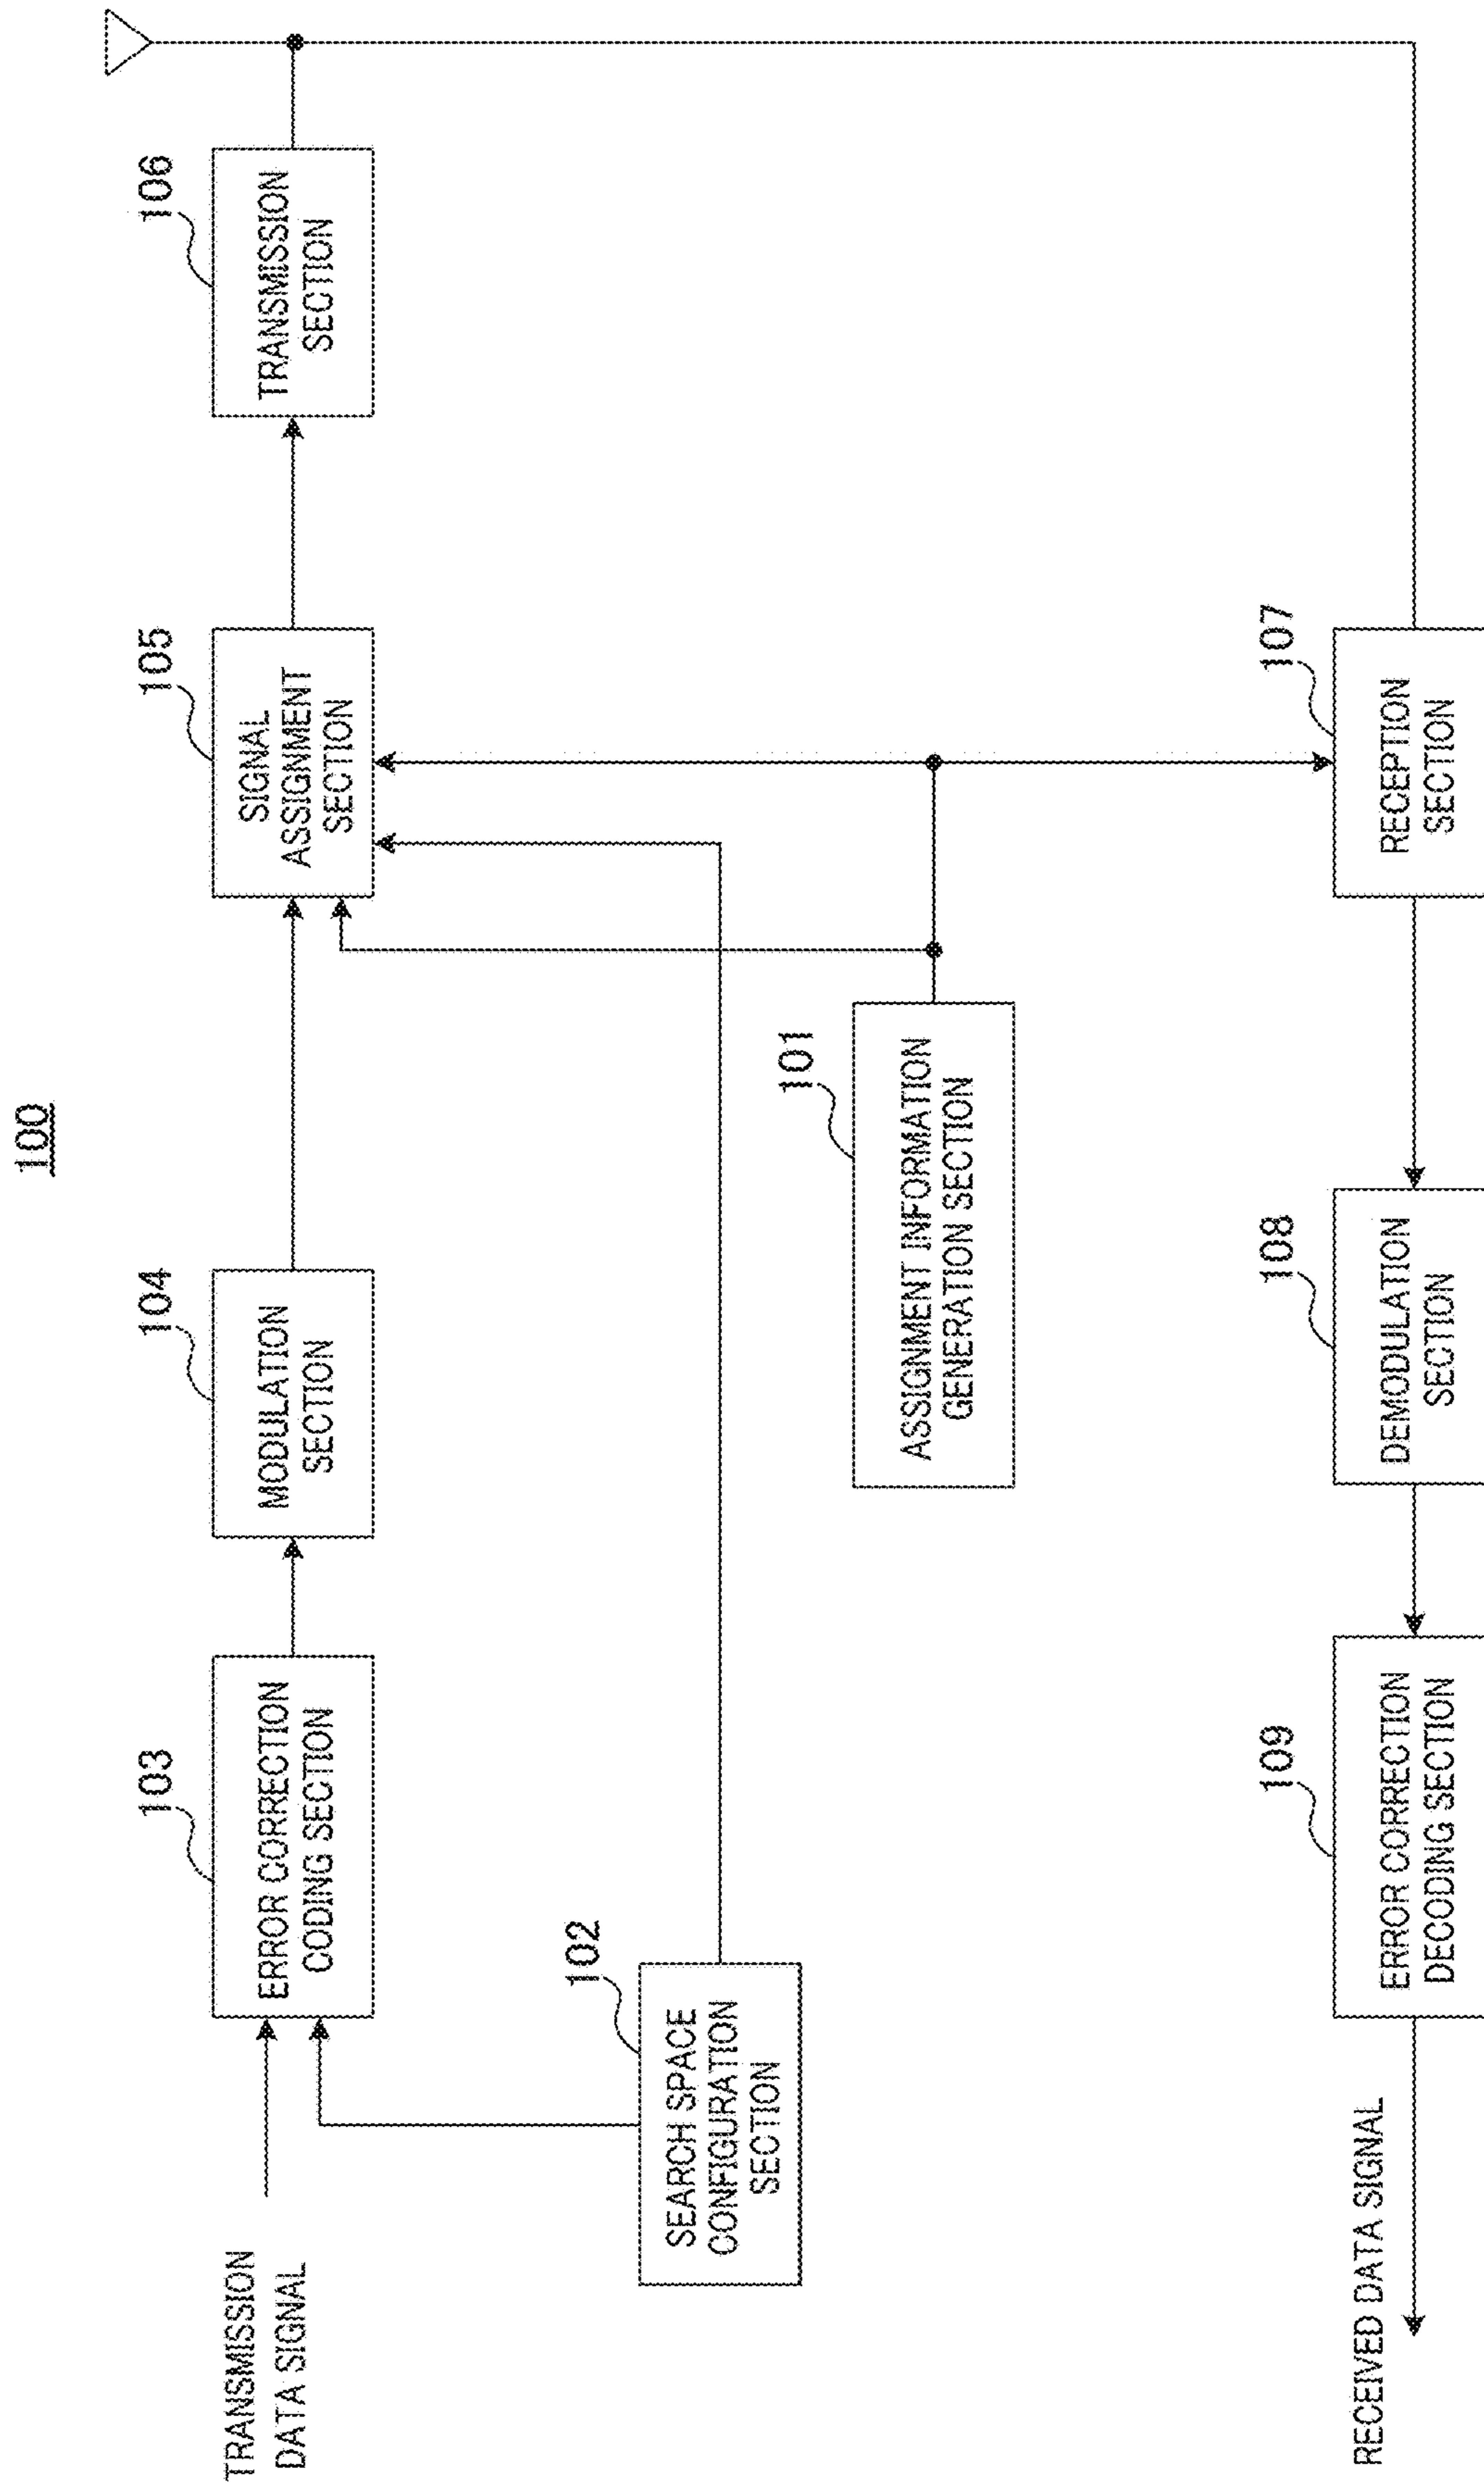 100
TRANSMISSION
DATA SIGNAL
103
ERROR CORRECTION
CODING SECTION
104
MODULATION
SECTION
105
SIGNAL
ASSIGNMENT
SECTION
106
TRANSMISSION
SECTION
102
SEARCH SPACE
CONFIGURATION
SECTION
101
ASSIGNMENT INFORMATION
GENERATION SECTION
RECEIVED DATA SIGNAL
109
ERROR CORRECTION
DECODING SECTION
108
DEMODULATION
SECTION
107
RECEPTION
SECTION